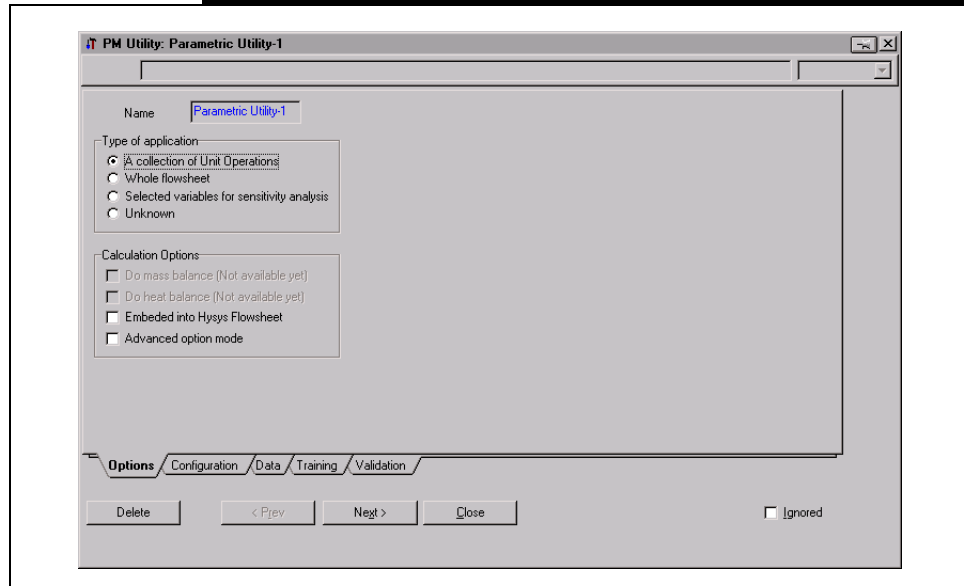 PM Utility: Parametric Utility-1
Name Parametric Utility-1
Type of application
A collection of Unit Operations
Whole flowsheet
Selected variables for sensitivity analysis
Unknown
Calculation Options
Do mass balance (Not available yet)
Do heat balance (Not available yet)
Embeded into Hysys Flowsheet
Advanced option mode
Options Configuration Data Training Validation
Delete < Prev Next > Close Ignored